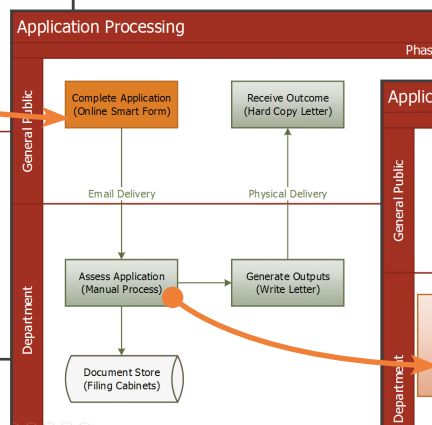 Application Processing
Phas
General Public
Complete Application
(Online Smart Form)
Receive Outcome
(Hard Copy Letter)
Email Delivery
Physical Delivery
Department
Assess Application
(Manual Process)
Generate Outputs
(Write Letter)
Document Store
(Filing Cabinets)
Applic
General Public
Department